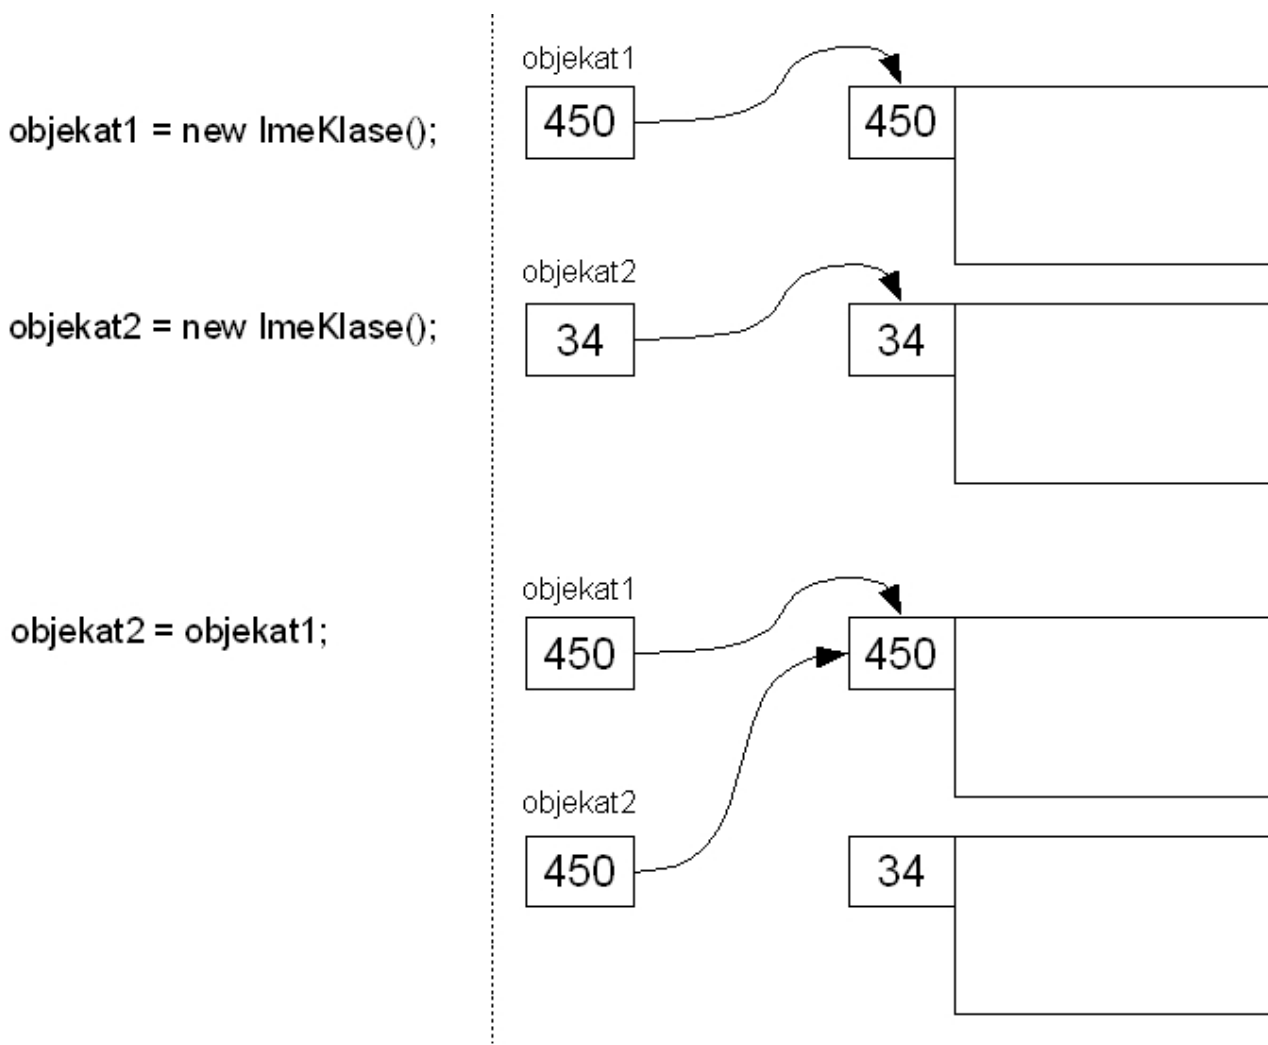 objekat1
objekat1 = new ImeKlase();
450
450
objekat2
objekat2 = new ImeKlase();
34
34
objekat1
objekat2 = objekat1;
450
450
objekat2
450
34